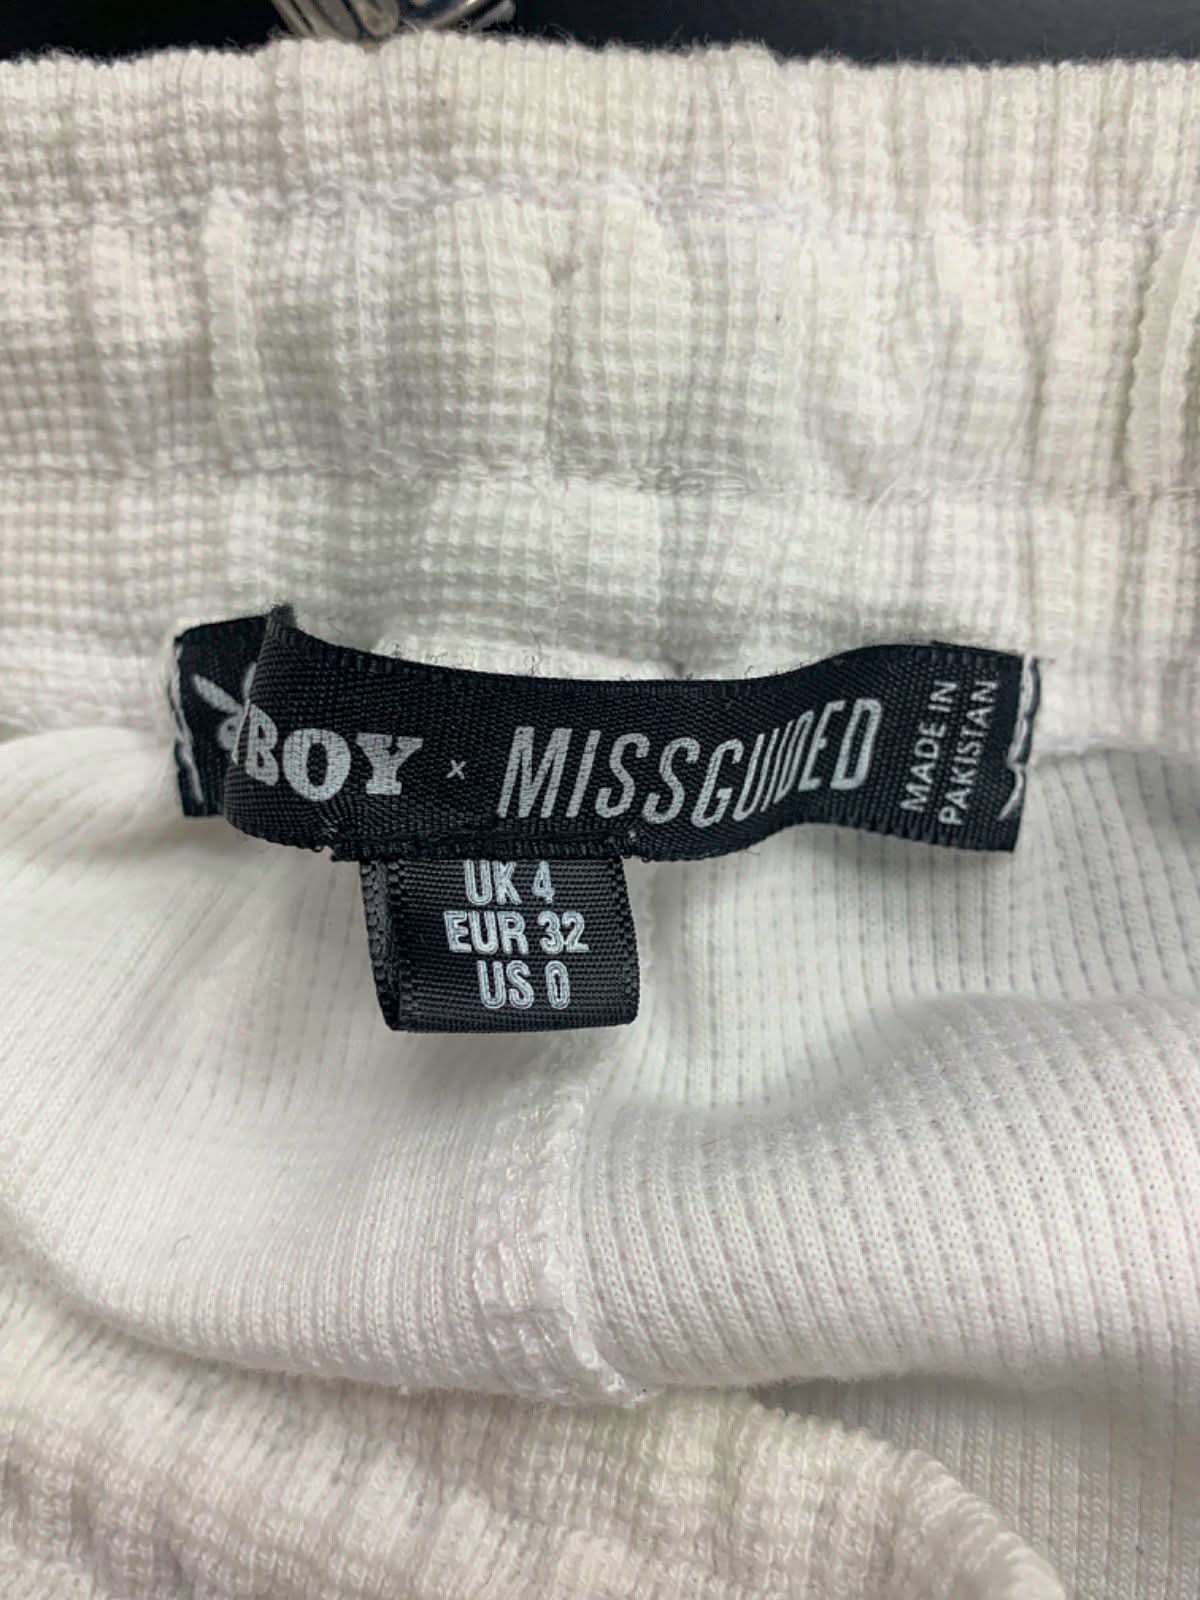 BOY x MISSGUIDED
MADE IN
PAKISTAN
UK 4
EUR 32
US 0